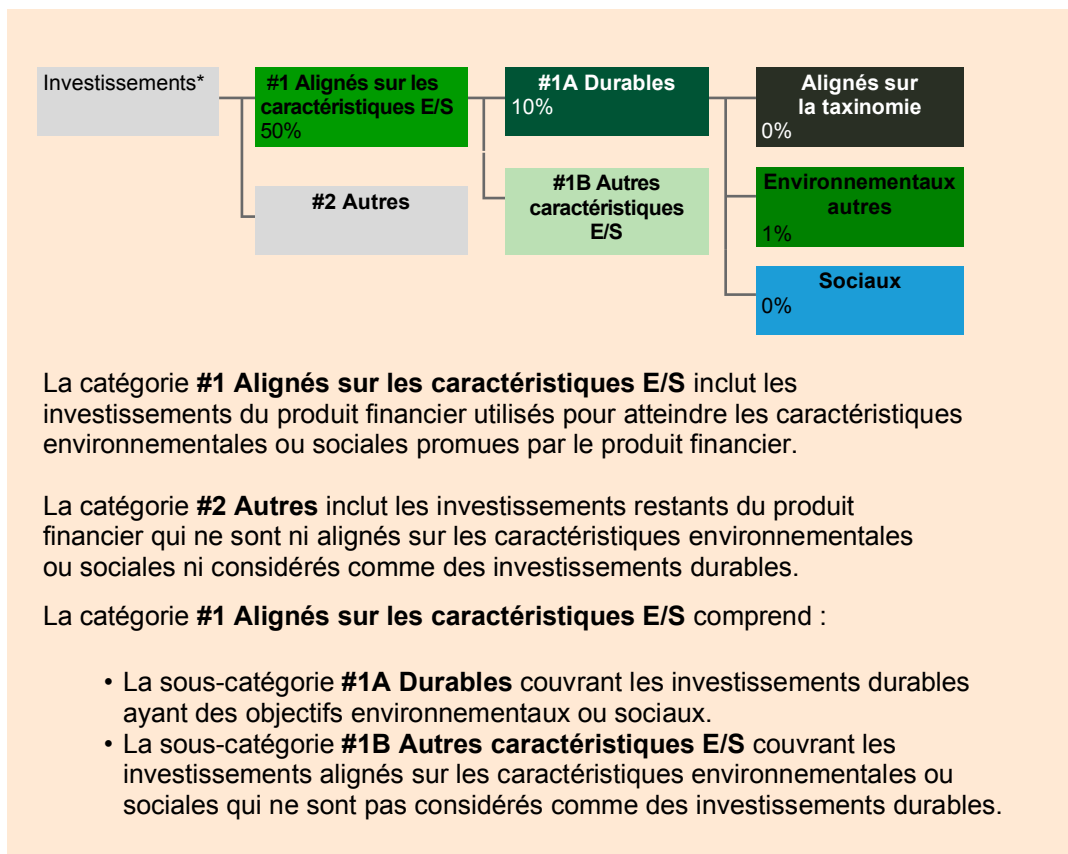 Investissements*
#1 Alignés sur les
caractéristiques E/S
50%
#2 Autres
#1A Durables
10%
#1B Autres
caractéristiques
E/S
Alignés sur
la taxinomie
0%
Environnementaux
autres
1%
Sociaux
0%
La catégorie #1 Alignés sur les caractéristiques E/S inclut les
investissements du produit financier utilisés pour atteindre les caractéristiques
environnementales ou sociales promues par le produit financier.
La catégorie #2 Autres inclut les investissements restants du produit
financier qui ne sont ni alignés sur les caractéristiques environnementales
ou sociales ni considérés comme des investissements durables.
La catégorie #1 Alignés sur les caractéristiques E/S comprend :
• La sous-catégorie #1A Durables couvrant les investissements durables
ayant des objectifs environnementaux ou sociaux.
• La sous-catégorie #1B Autres caractéristiques E/S couvrant les
investissements alignés sur les caractéristiques environnementales ou
sociales qui ne sont pas considérés comme des investissements durables.